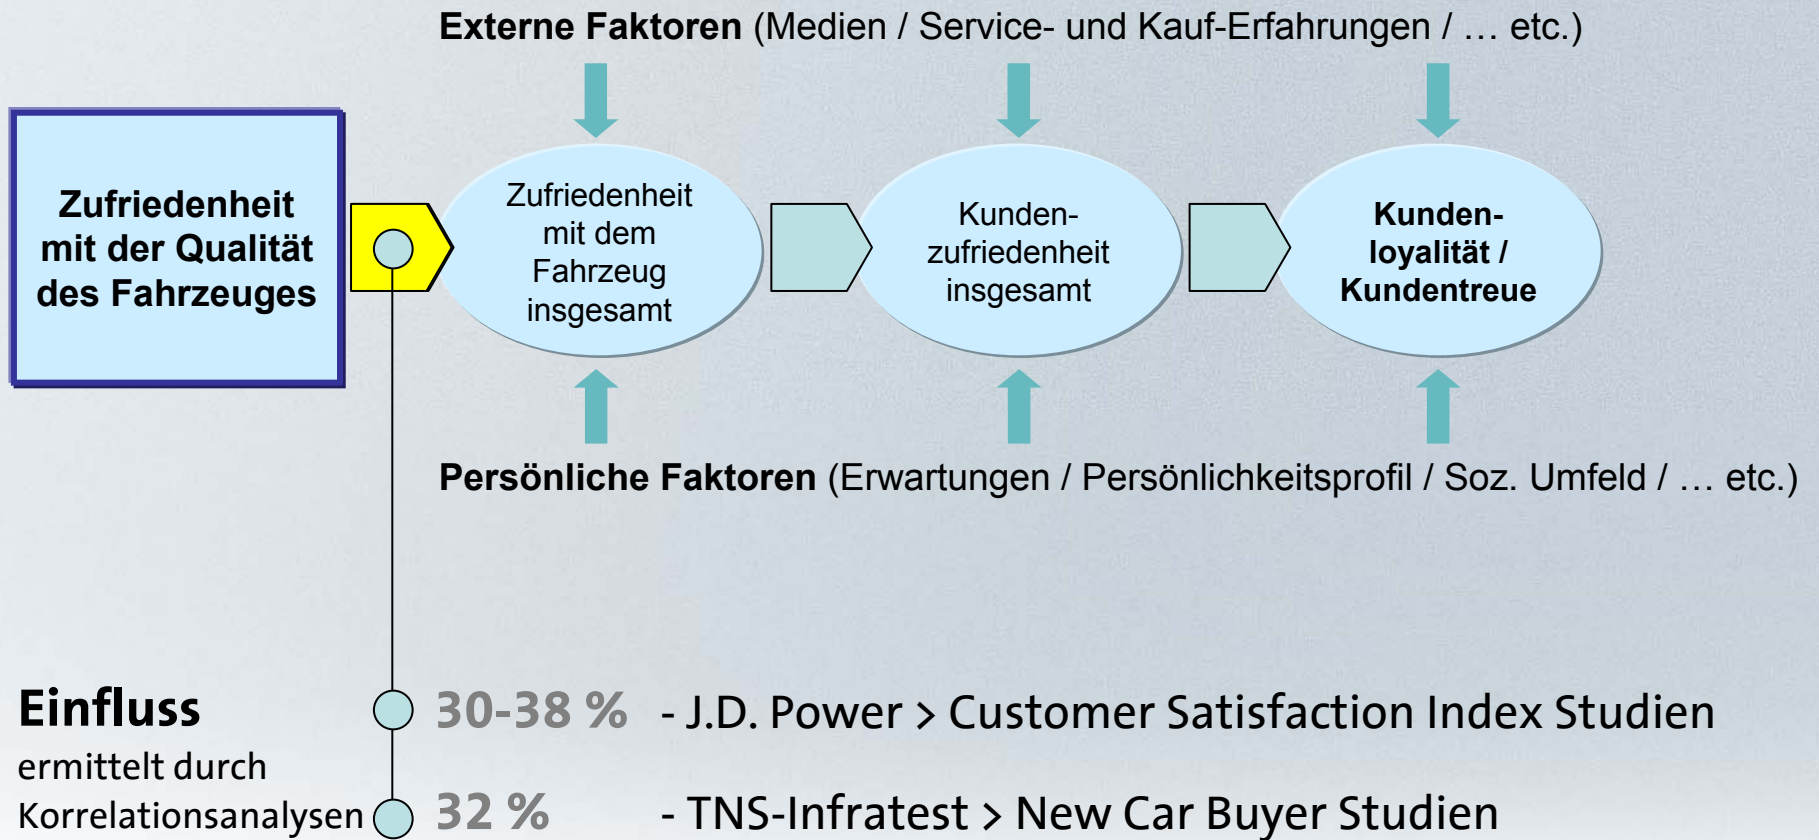 Externe Faktoren (Medien / Service- und Kauf-Erfahrungen / … etc.)
Zufriedenheit
mit der Qualität
des Fahrzeuges
Zufriedenheit
mit dem
Fahrzeug
insgesamt
Kunden-
zufriedenheit
insgesamt
Kunden-
loyalität /
Kundentreue
Persönliche Faktoren (Erwartungen / Persönlichkeitsprofil / Soz. Umfeld / … etc.)
Einfluss
ermittelt durch
Korrelationsanalysen
30-38 % - J.D. Power > Customer Satisfaction Index Studien
32 % - TNS-Infratest > New Car Buyer Studien